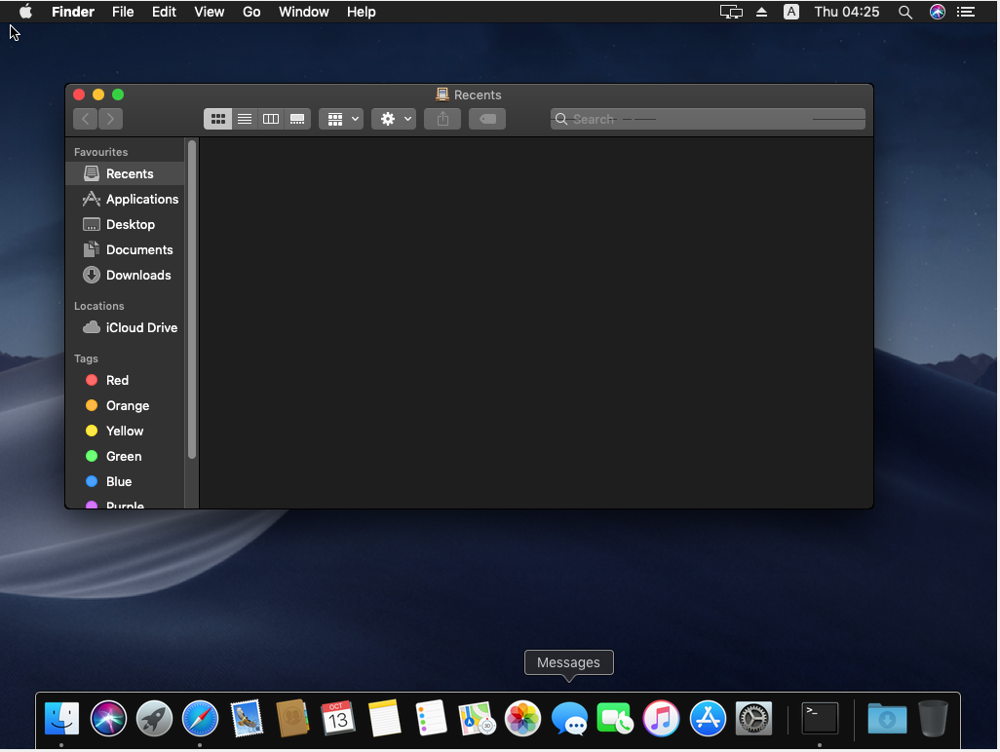 Finder File Edit View Go Window Help A Thu 04:25
Recents
Search
Favourites
Recents
Applications
Desktop
Documents
Downloads
Locations
iCloud Drive
Tags
Red
Orange
Yellow
Green
Blue
Purple
Messages
OCT
13
>_